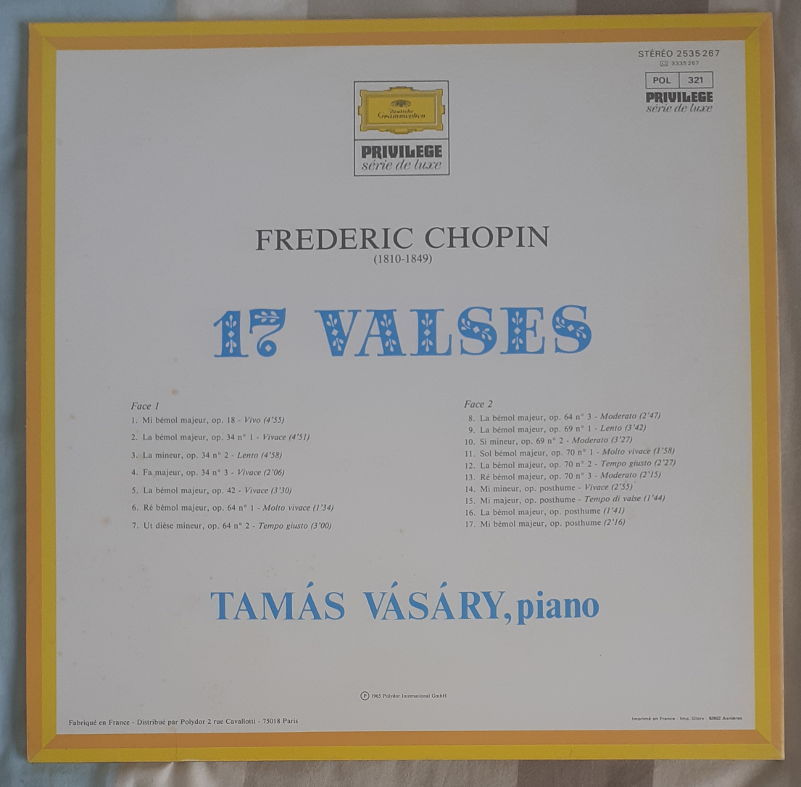 STÉRÉO 2535 267
3335 267
POL 321
PRIVILEGE
série de luxe
Deutsche
Grammophon
PRIVILEGE
série de luxe
FREDERIC CHOPIN
(1810-1849)
17 VALSES
Face 1
1. Mi bémol majeur, op. 18 - Vivo (4'55)
2. La bémol majeur, op. 34 n° 1 - Vivace (4'51)
3. La mineur, op. 34 n° 2 - Lento (4'58)
4. Fa majeur, op. 34 n° 3 - Vivace (2'06)
5. La bémol majeur, op. 42 - Vivace (3'30)
6. Ré bémol majeur, op. 64 n° 1 - Molto vivace (1'34)
7. Ut dièse mineur, op. 64 n° 2 - Tempo giusto (3'00)
Face 2
8. La bémol majeur, op. 64 n° 3 - Moderato (2'47)
9. La bémol majeur, op. 69 n° 1 - Lento (3'42)
10. Si mineur, op. 69 n° 2 - Moderato (3'27)
11. Sol bémol majeur, op. 70 n° 1 - Molto vivace (1'58)
12. La bémol majeur, op. 70 n° 2 - Tempo giusto (2'27)
13. Ré bémol majeur, op. 70 n° 3 - Moderato (2'15)
14. Mi mineur, op. posthume - Vivace (2'55)
15. Mi majeur, op. posthume - Tempo di valse (1'44)
16. La bémol majeur, op. posthume (1'41)
17. Mi bémol majeur, op. posthume (2'16)
TAMÁS VÁSÁRY, piano
℗ 1965 Polydor International GmbH
Fabriqué en France - Distribué par Polydor 2 rue Cavallotti - 75018 Paris
Imprimé en France - Imp. Asnières